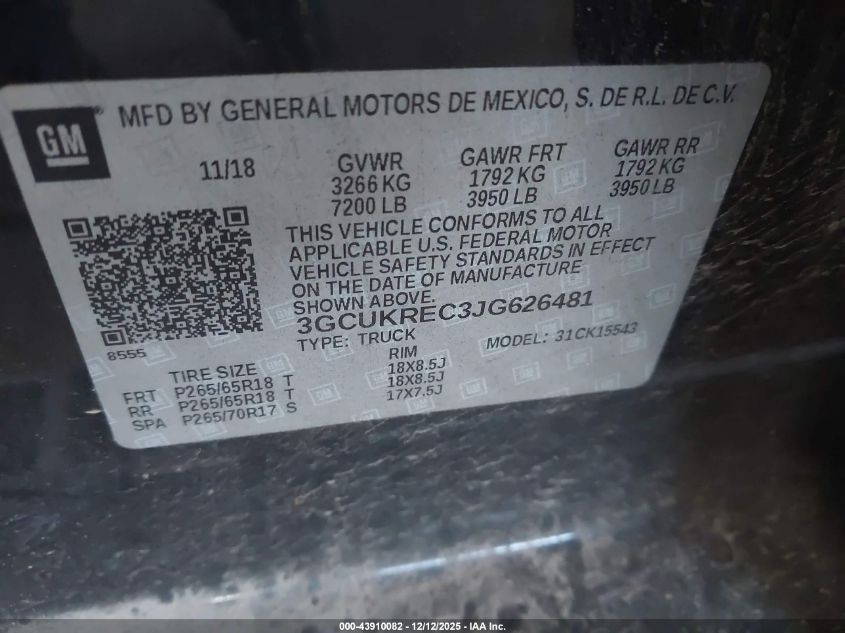 GM
MFD BY GENERAL MOTORS DE MEXICO, S. DE R.L. DE C.V.
11/18 GVWR GAWR FRT GAWR RR
3266 KG 1792 KG 1792 KG
7200 LB 3950 LB 3950 LB
THIS VEHICLE CONFORMS TO ALL
APPLICABLE U.S. FEDERAL MOTOR
VEHICLE SAFETY STANDARDS IN EFFECT
ON THE DATE OF MANUFACTURE
SHOWN ABOVE.
3GCUKREC3JG626481
8555 TYPE: TRUCK MODEL: 31CK15543
TIRE SIZE RIM
FRT P265/65R18 T 18X8.5J
RR P265/65R18 T 18X8.5J
SPA P265/70R17 S 17X7.5J
000-43910082 - 12/12/2025 - IAA Inc.